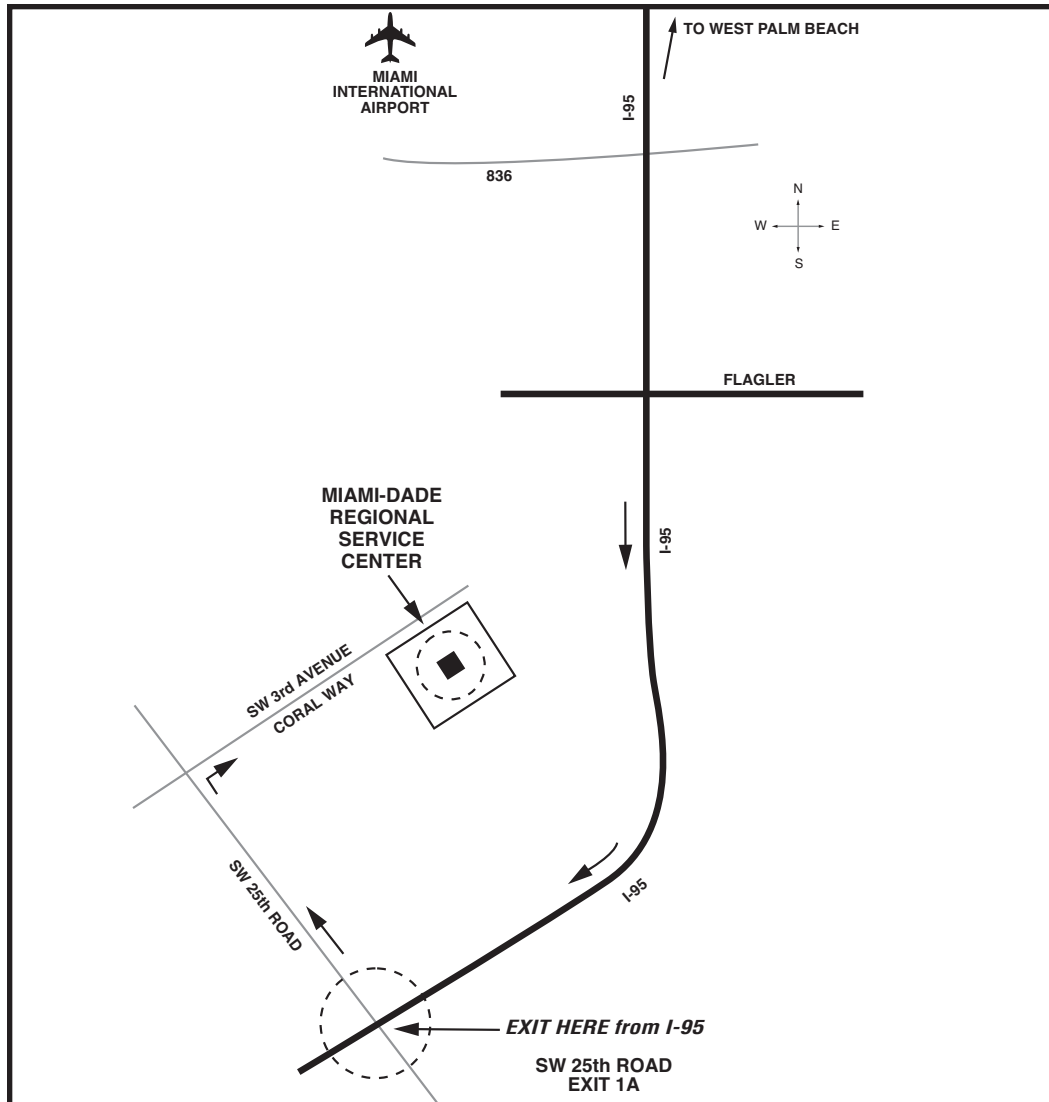 TO WEST PALM BEACH
MIAMI
INTERNATIONAL
AIRPORT
I-95
836
N
W E
S
FLAGLER
MIAMI-DADE
REGIONAL
SERVICE
CENTER
I-95
SW 3rd AVENUE
CORAL WAY
SW 25th ROAD
I-95
EXIT HERE from I-95
SW 25th ROAD
EXIT 1A